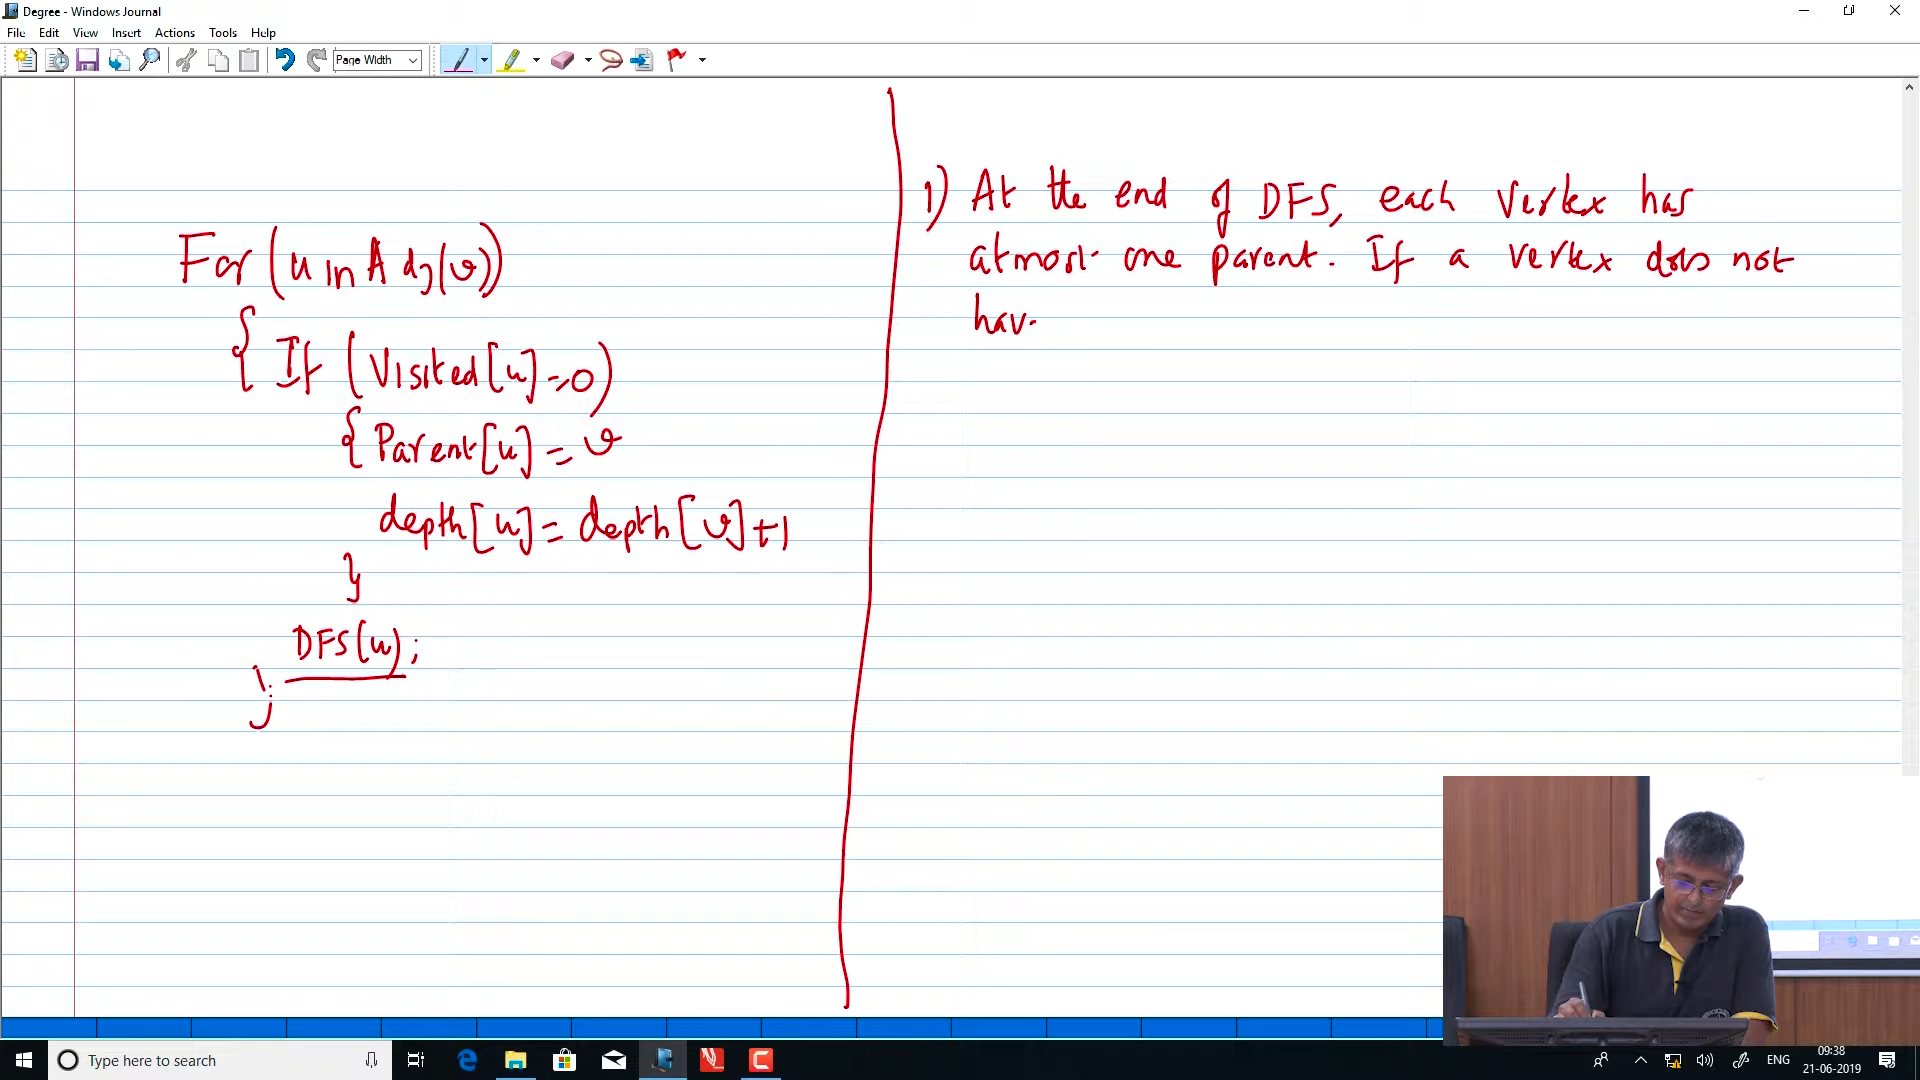 Degree - Windows Journal
File Edit View Insert Actions Tools Help
Page Width
For (u in Adj(v))
{ If (Visited[u]=0)
{ Parent[u] = v
depth[u] = depth[v]+1
}
DFS(u);
}
1) At the end of DFS, each vertex has
atmost one parent. If a vertex does not
hav
Type here to search
ENG
09:38
21-06-2019